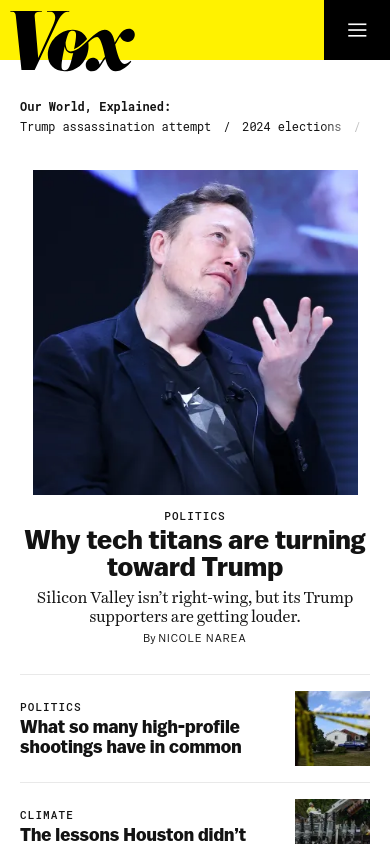 Vox
Our World, Explained:
Trump assassination attempt / 2024 elections /
POLITICS
Why tech titans are turning
toward Trump
Silicon Valley isn’t right-wing, but its Trump
supporters are getting louder.
By NICOLE NAREA
POLITICS
What so many high-profile
shootings have in common
CLIMATE
The lessons Houston didn’t